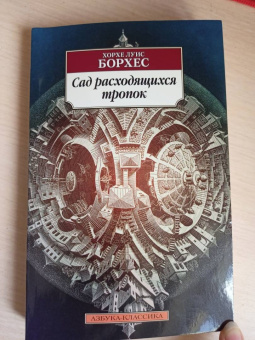 ХОРХЕ ЛУИС
БОРХЕС
Сад расходящихся
тропок
АЗБУКА-КЛАССИКА